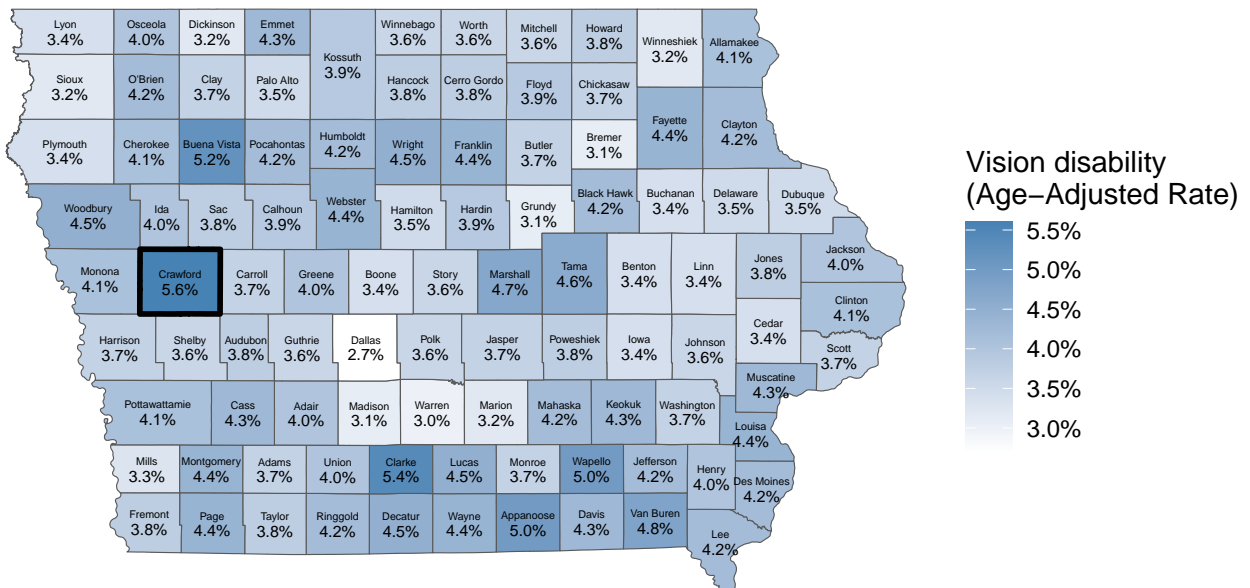 Lyon
3.4%
Osceola
4.0%
Dickinson
3.2%
Emmet
4.3%
Kossuth
3.9%
Winnebago
3.6%
Worth
3.6%
Mitchell
3.6%
Howard
3.8%
Winneshiek
3.2%
Allamakee
4.1%
Sioux
3.2%
O'Brien
4.2%
Clay
3.7%
Palo Alto
3.5%
Hancock
3.8%
Cerro Gordo
3.8%
Floyd
3.9%
Chickasaw
3.7%
Fayette
4.4%
Clayton
4.2%
Plymouth
3.4%
Cherokee
4.1%
Buena Vista
5.2%
Pocahontas
4.2%
Humboldt
4.2%
Wright
4.5%
Franklin
4.4%
Butler
3.7%
Bremer
3.1%
Woodbury
4.5%
Ida
4.0%
Sac
3.8%
Calhoun
3.9%
Webster
4.4%
Hamilton
3.5%
Hardin
3.9%
Grundy
3.1%
Black Hawk
4.2%
Buchanan
3.4%
Delaware
3.5%
Dubuque
3.5%
Monona
4.1%
Crawford
5.6%
Carroll
3.7%
Greene
4.0%
Boone
3.4%
Story
3.6%
Marshall
4.7%
Tama
4.6%
Benton
3.4%
Linn
3.4%
Jones
3.8%
Jackson
4.0%
Clinton
4.1%
Harrison
3.7%
Shelby
3.6%
Audubon
3.8%
Guthrie
3.6%
Dallas
2.7%
Polk
3.6%
Jasper
3.7%
Poweshiek
3.8%
Iowa
3.4%
Johnson
3.6%
Cedar
3.4%
Scott
3.7%
Muscatine
4.3%
Pottawattamie
4.1%
Cass
4.3%
Adair
4.0%
Madison
3.1%
Warren
3.0%
Marion
3.2%
Mahaska
4.2%
Keokuk
4.3%
Washington
3.7%
Louisa
4.4%
Mills
3.3%
Montgomery
4.4%
Adams
3.7%
Union
4.0%
Clarke
5.4%
Lucas
4.5%
Monroe
3.7%
Wapello
5.0%
Jefferson
4.2%
Henry
4.0%
Des Moines
4.2%
Fremont
3.8%
Page
4.4%
Taylor
3.8%
Ringgold
4.2%
Decatur
4.5%
Wayne
4.4%
Appanoose
5.0%
Davis
4.3%
Van Buren
4.8%
Lee
4.2%
Vision disability
(Age−Adjusted Rate)
5.5%
5.0%
4.5%
4.0%
3.5%
3.0%